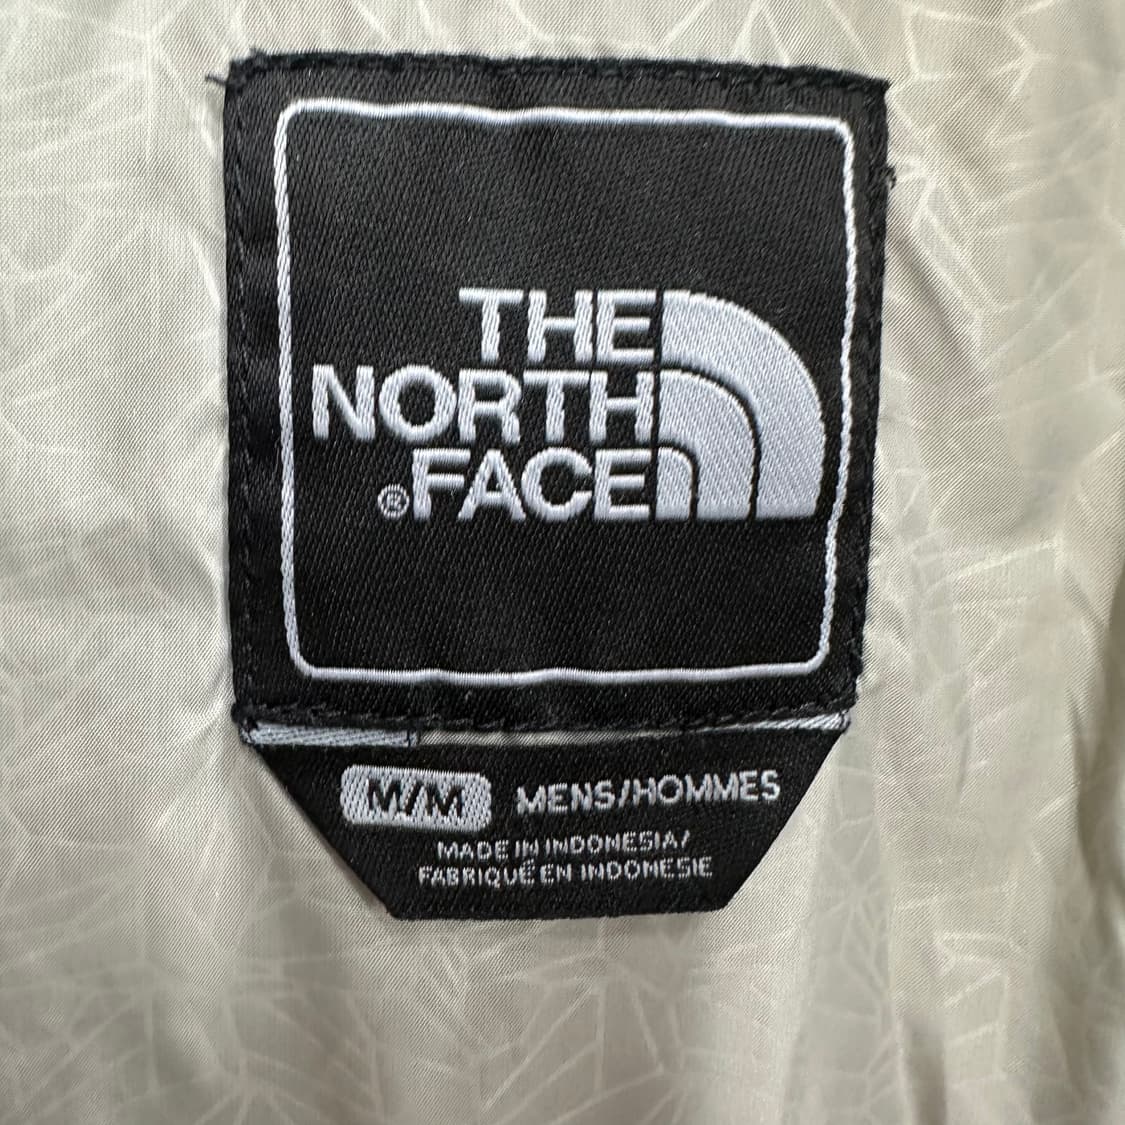 THE
NORTH
®FACE
M/M MENS/HOMMES
MADE IN INDONESIA/
FABRIQUÉ EN INDONESIE